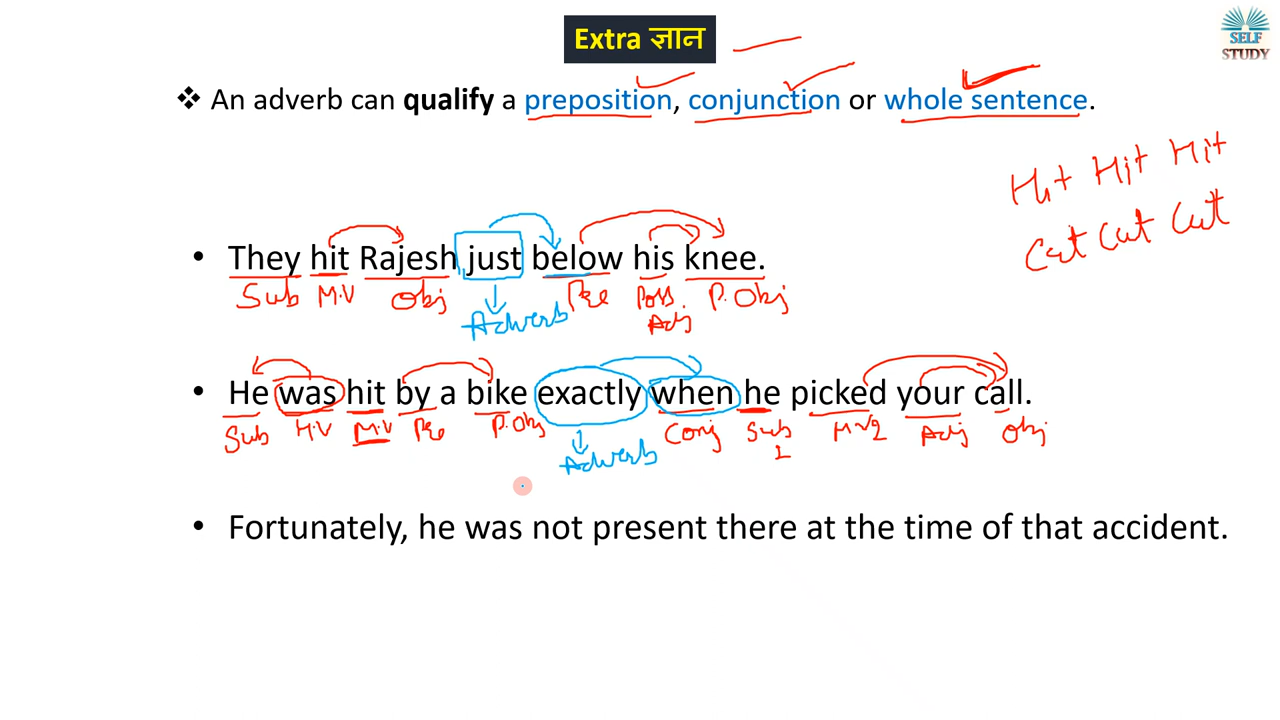 Extra ज्ञान
SELF
STUDY
❖ An adverb can qualify a preposition, conjunction or whole sentence.
Hit Hit Hit
Cut Cut Cut
• They hit Rajesh just below his knee.
Sub M.V Obj Adverb Pre Poss. Adj P. Obj
• He was hit by a bike exactly when he picked your call.
Sub H.V M.V Pre P. Obj Adverb Conj Sub 2 M.V2 Adj Obj
• Fortunately, he was not present there at the time of that accident.